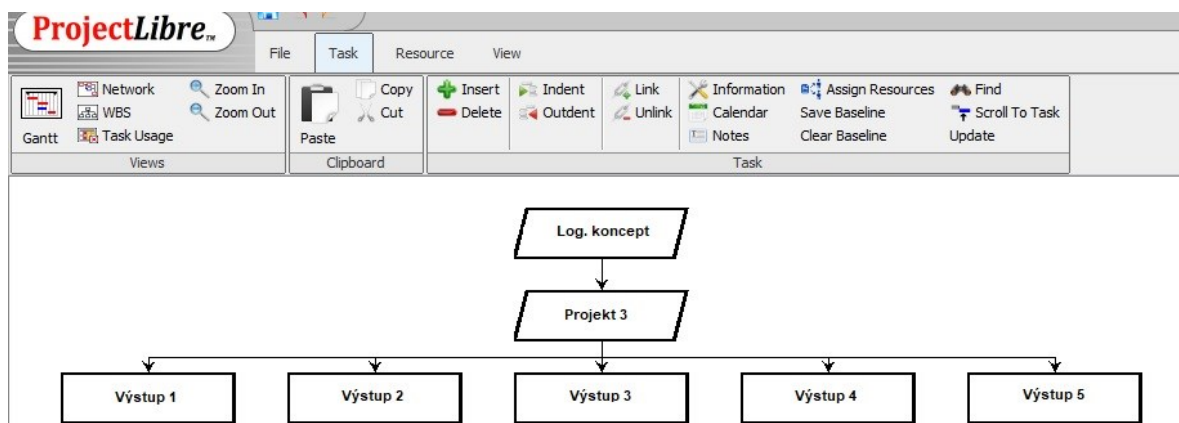 ProjectLibre™
File Task Resource View
Network Zoom In Copy Insert Indent Link Information Assign Resources Find
WBS Zoom Out Cut Delete Outdent Unlink Calendar Save Baseline Scroll To Task
Gantt Task Usage Paste Notes Clear Baseline Update
Views Clipboard Task
Log. koncept
Projekt 3
Výstup 1 Výstup 2 Výstup 3 Výstup 4 Výstup 5